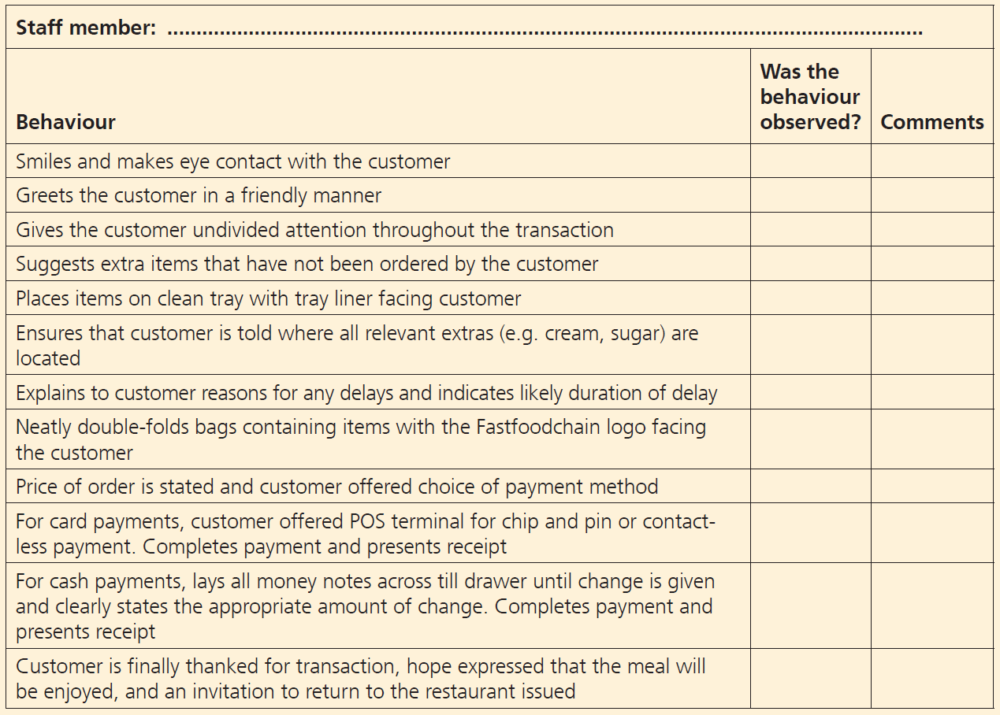 Staff member: ....................................................................................................................................
Behaviour
Was the
behaviour
observed?
Comments
Smiles and makes eye contact with the customer
Greets the customer in a friendly manner
Gives the customer undivided attention throughout the transaction
Suggests extra items that have not been ordered by the customer
Places items on clean tray with tray liner facing customer
Ensures that customer is told where all relevant extras (e.g. cream, sugar) are
located
Explains to customer reasons for any delays and indicates likely duration of delay
Neatly double-folds bags containing items with the Fastfoodchain logo facing
the customer
Price of order is stated and customer offered choice of payment method
For card payments, customer offered POS terminal for chip and pin or contact-
less payment. Completes payment and presents receipt
For cash payments, lays all money notes across till drawer until change is given
and clearly states the appropriate amount of change. Completes payment and
presents receipt
Customer is finally thanked for transaction, hope expressed that the meal will
be enjoyed, and an invitation to return to the restaurant issued